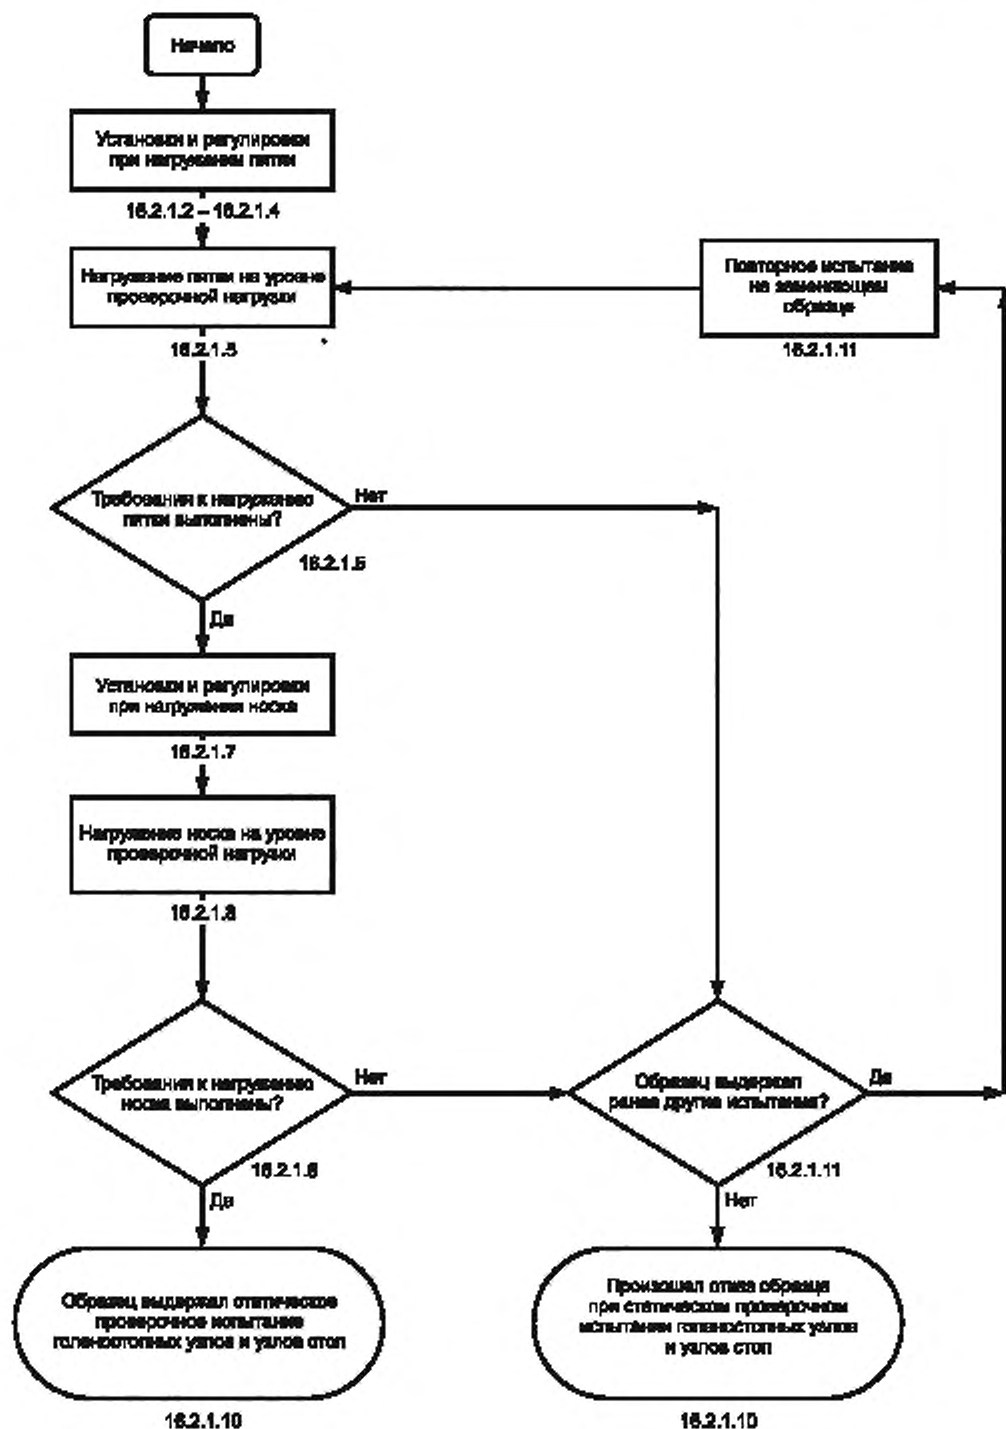 Начало
Установки и регулировки
при нагружении пятки
16.2.1.2 – 16.2.1.4
Нагружение пятки на уровне
проверочной нагрузки
16.2.1.5
Требования к нагружению
пятки выполнены?
Нет
16.2.1.5
Да
Установки и регулировки
при нагружения носка
16.2.1.7
Нагружение носка на уровне
проверочной нагрузки
16.2.1.8
Требования к нагружению
носка выполнены?
Нет
16.2.1.8
Да
Образец выдержал статическое
проверочное испытание
голеностопных узлов и узлов стоп
16.2.1.10
Повторное испытание
на заменяющем
образце
16.2.1.11
Образец выдержал
ранее другие испытания?
Да
16.2.1.11
Нет
Произошел отказ образца
при статическом проверочном
испытании голеностопных узлов
и узлов стоп
16.2.1.10